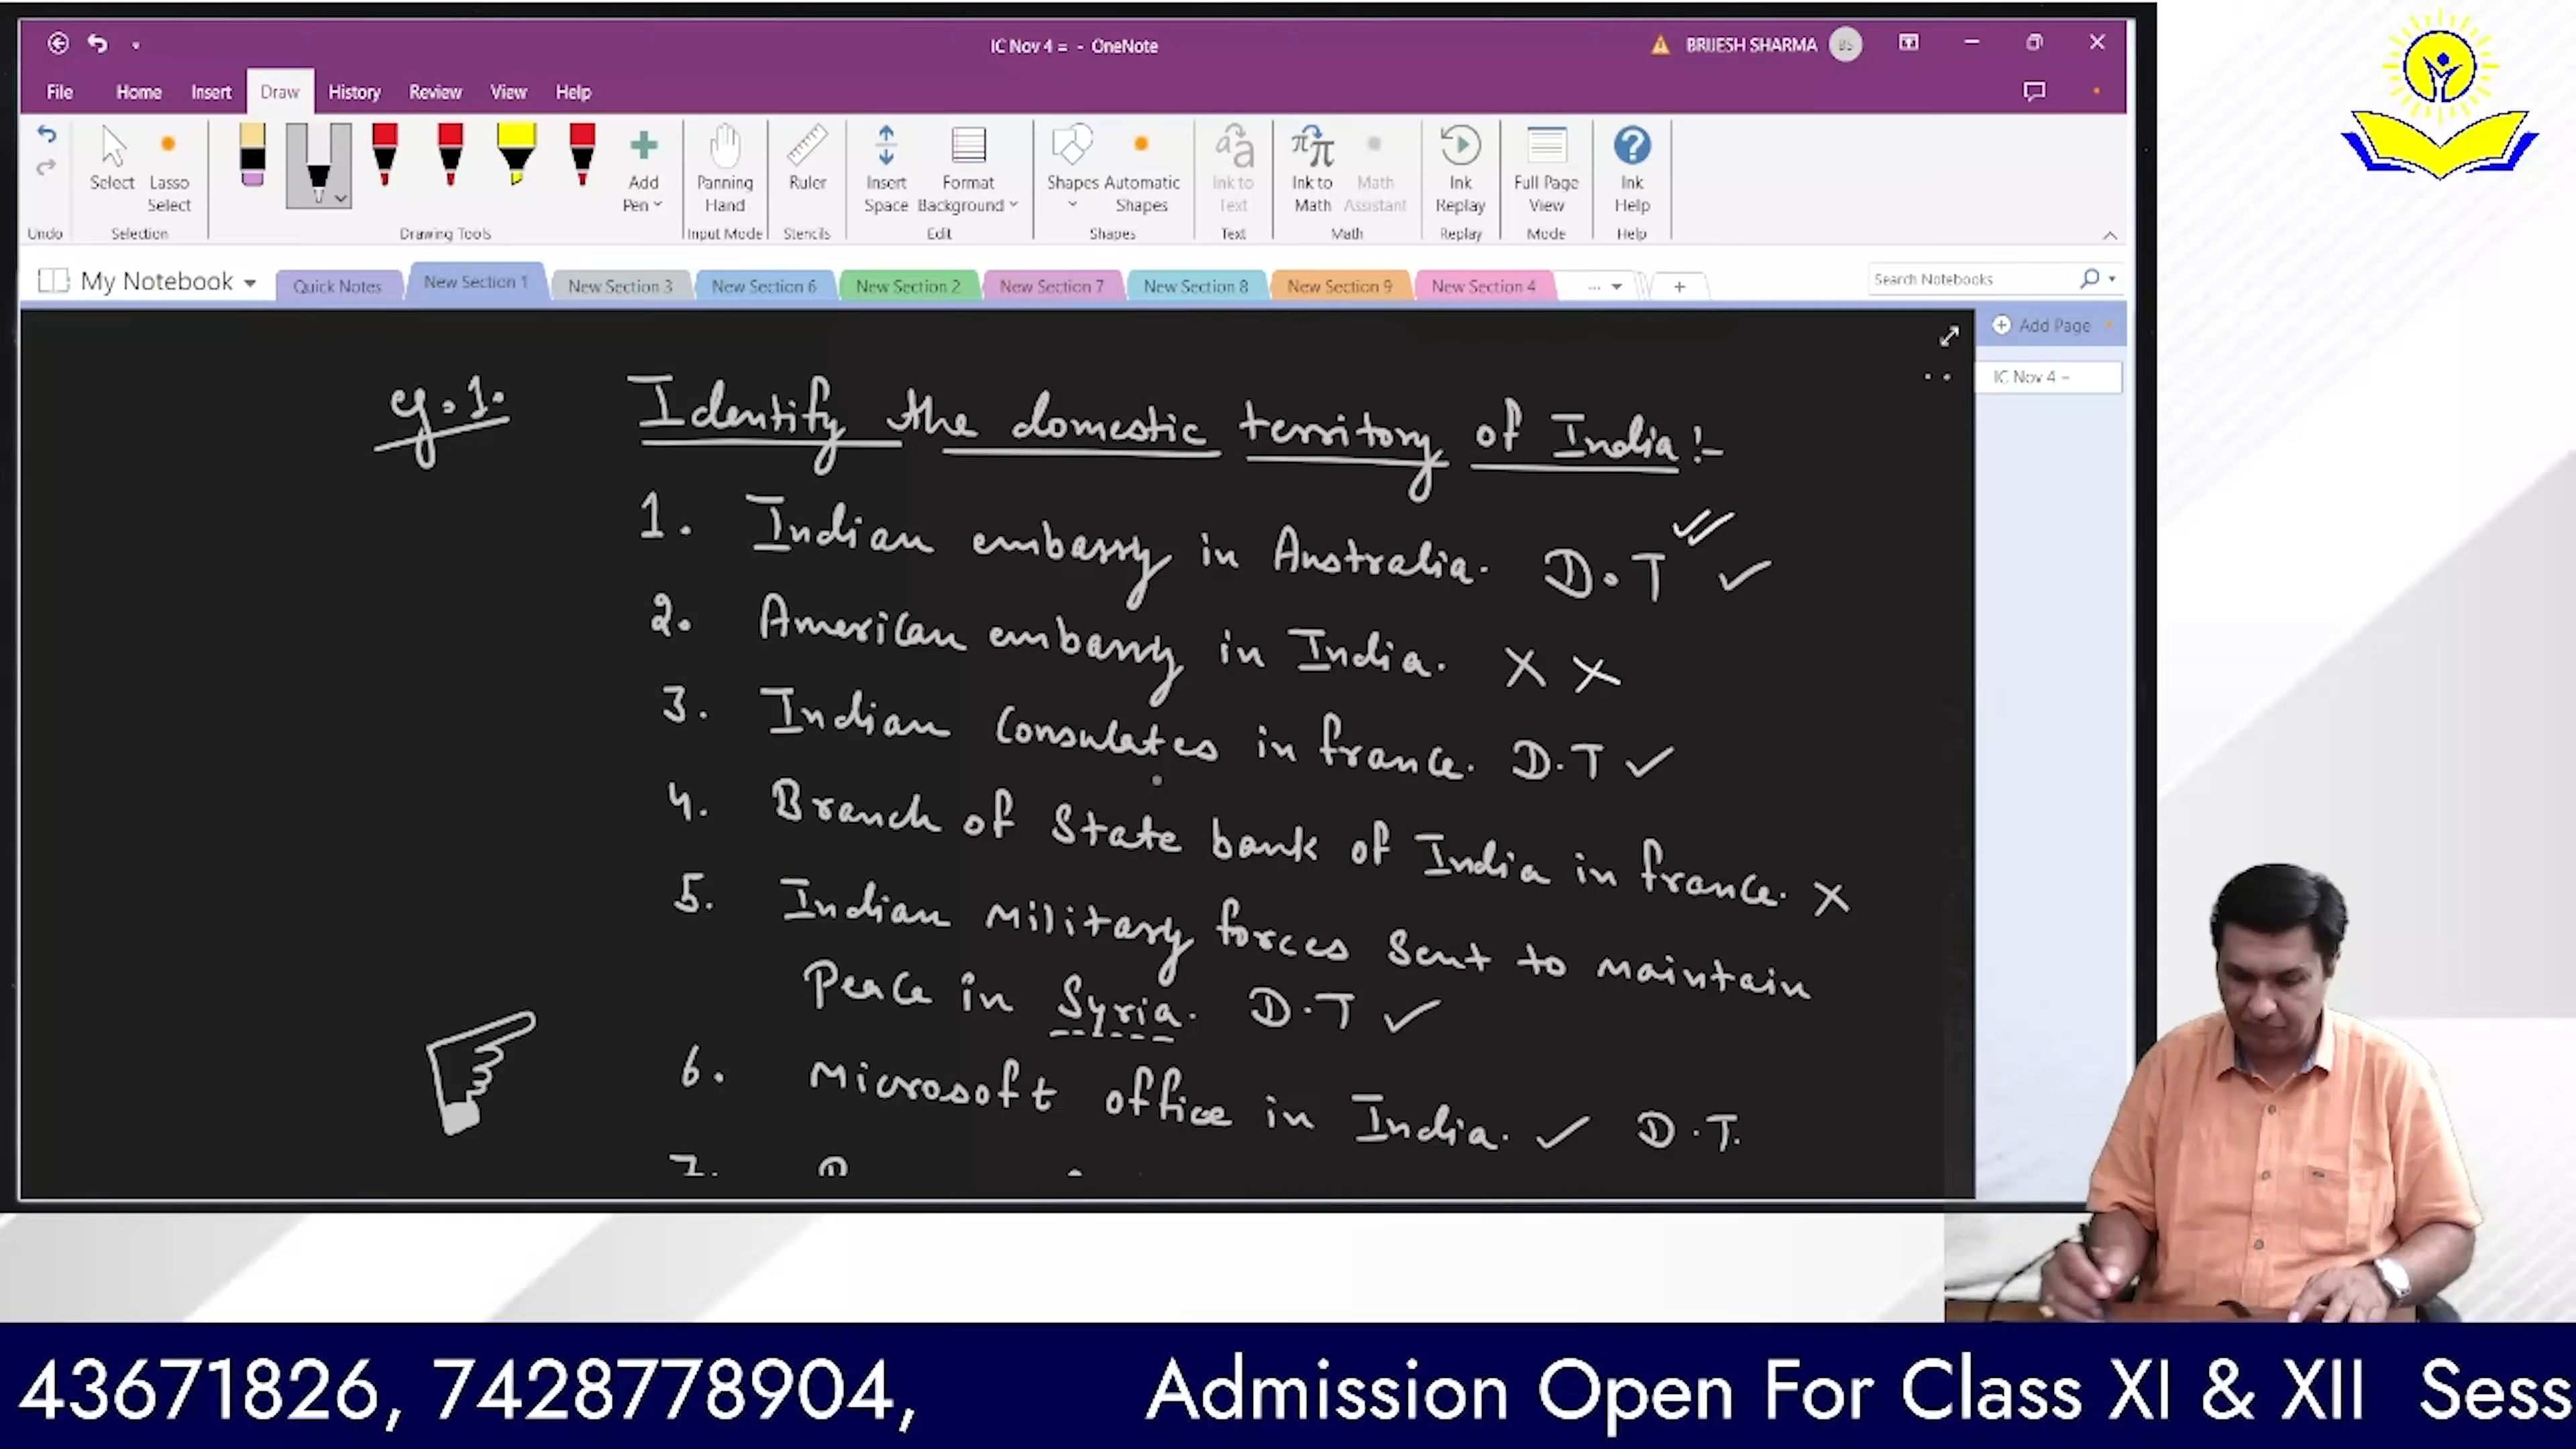 IC Nov 4 = - OneNote
BRIJESH SHARMA
BS
File Home Insert Draw History Review View Help
Select
Lasso Select
Add Pen
Panning Hand
Ruler
Insert Space
Format Background
Shapes
Automatic Shapes
Ink to Text
Ink to Math
Math Assistant
Ink Replay
Full Page View
Ink Help
Undo Selection Drawing Tools Input Mode Stencils Edit Shapes Text Math Replay Mode Help
My Notebook Quick Notes New Section 1 New Section 3 New Section 6 New Section 2 New Section 7 New Section 8 New Section 9 New Section 4 ... + Search Notebooks
Add Page
IC Nov 4 =
eg.1. Identify the domestic territory of India:-
1. Indian embassy in Australia. D.T ✓✓ ✓
2. American embassy in India. X X
3. Indian Consulates in france. D.T ✓
4. Branch of State bank of India in france. X
5. Indian Military forces sent to maintain
Peace in Syria. D.T ✓
6. Microsoft office in India. ✓ D.T.
7.
43671826, 7428778904, Admission Open For Class XI & XII Sess